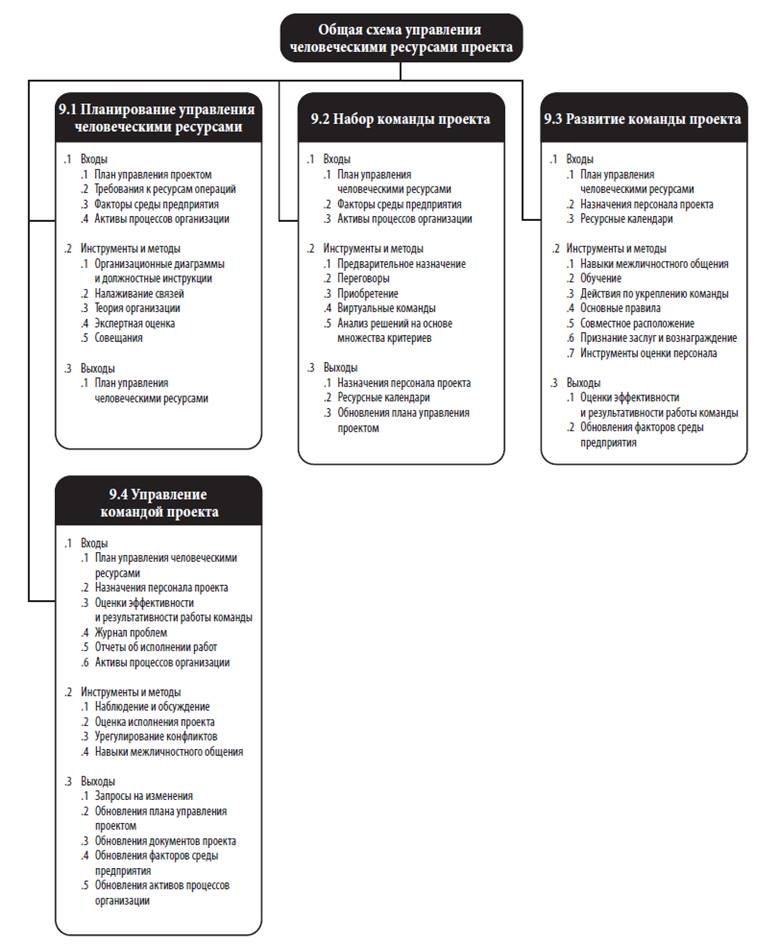 Общая схема управления
человеческими ресурсами проекта
9.1 Планирование управления
человеческими ресурсами
.1 Входы
.1 План управления проектом
.2 Требования к ресурсам операций
.3 Факторы среды предприятия
.4 Активы процессов организации
.2 Инструменты и методы
.1 Организационные диаграммы
и должностные инструкции
.2 Налаживание связей
.3 Теория организации
.4 Экспертная оценка
.5 Совещания
.3 Выходы
.1 План управления
человеческими ресурсами
9.2 Набор команды проекта
.1 Входы
.1 План управления
человеческими ресурсами
.2 Факторы среды предприятия
.3 Активы процессов организации
.2 Инструменты и методы
.1 Предварительное назначение
.2 Переговоры
.3 Приобретение
.4 Виртуальные команды
.5 Анализ решений на основе
множества критериев
.3 Выходы
.1 Назначения персонала проекта
.2 Ресурсные календари
.3 Обновления плана управления
проектом
9.3 Развитие команды проекта
.1 Входы
.1 План управления
человеческими ресурсами
.2 Назначения персонала проекта
.3 Ресурсные календари
.2 Инструменты и методы
.1 Навыки межличностного общения
.2 Обучение
.3 Действия по укреплению команды
.4 Основные правила
.5 Совместное расположение
.6 Признание заслуг и вознаграждение
.7 Инструменты оценки персонала
.3 Выходы
.1 Оценки эффективности
и результативности работы команды
.2 Обновления факторов среды
предприятия
9.4 Управление
командой проекта
.1 Входы
.1 План управления человеческими
ресурсами
.2 Назначения персонала проекта
.3 Оценки эффективности
и результативности работы команды
.4 Журнал проблем
.5 Отчеты об исполнении работ
.6 Активы процессов организации
.2 Инструменты и методы
.1 Наблюдение и обсуждение
.2 Оценка исполнения проекта
.3 Урегулирование конфликтов
.4 Навыки межличностного общения
.3 Выходы
.1 Запросы на изменения
.2 Обновления плана управления
проектом
.3 Обновления документов проекта
.4 Обновления факторов среды
предприятия
.5 Обновления активов процессов
организации